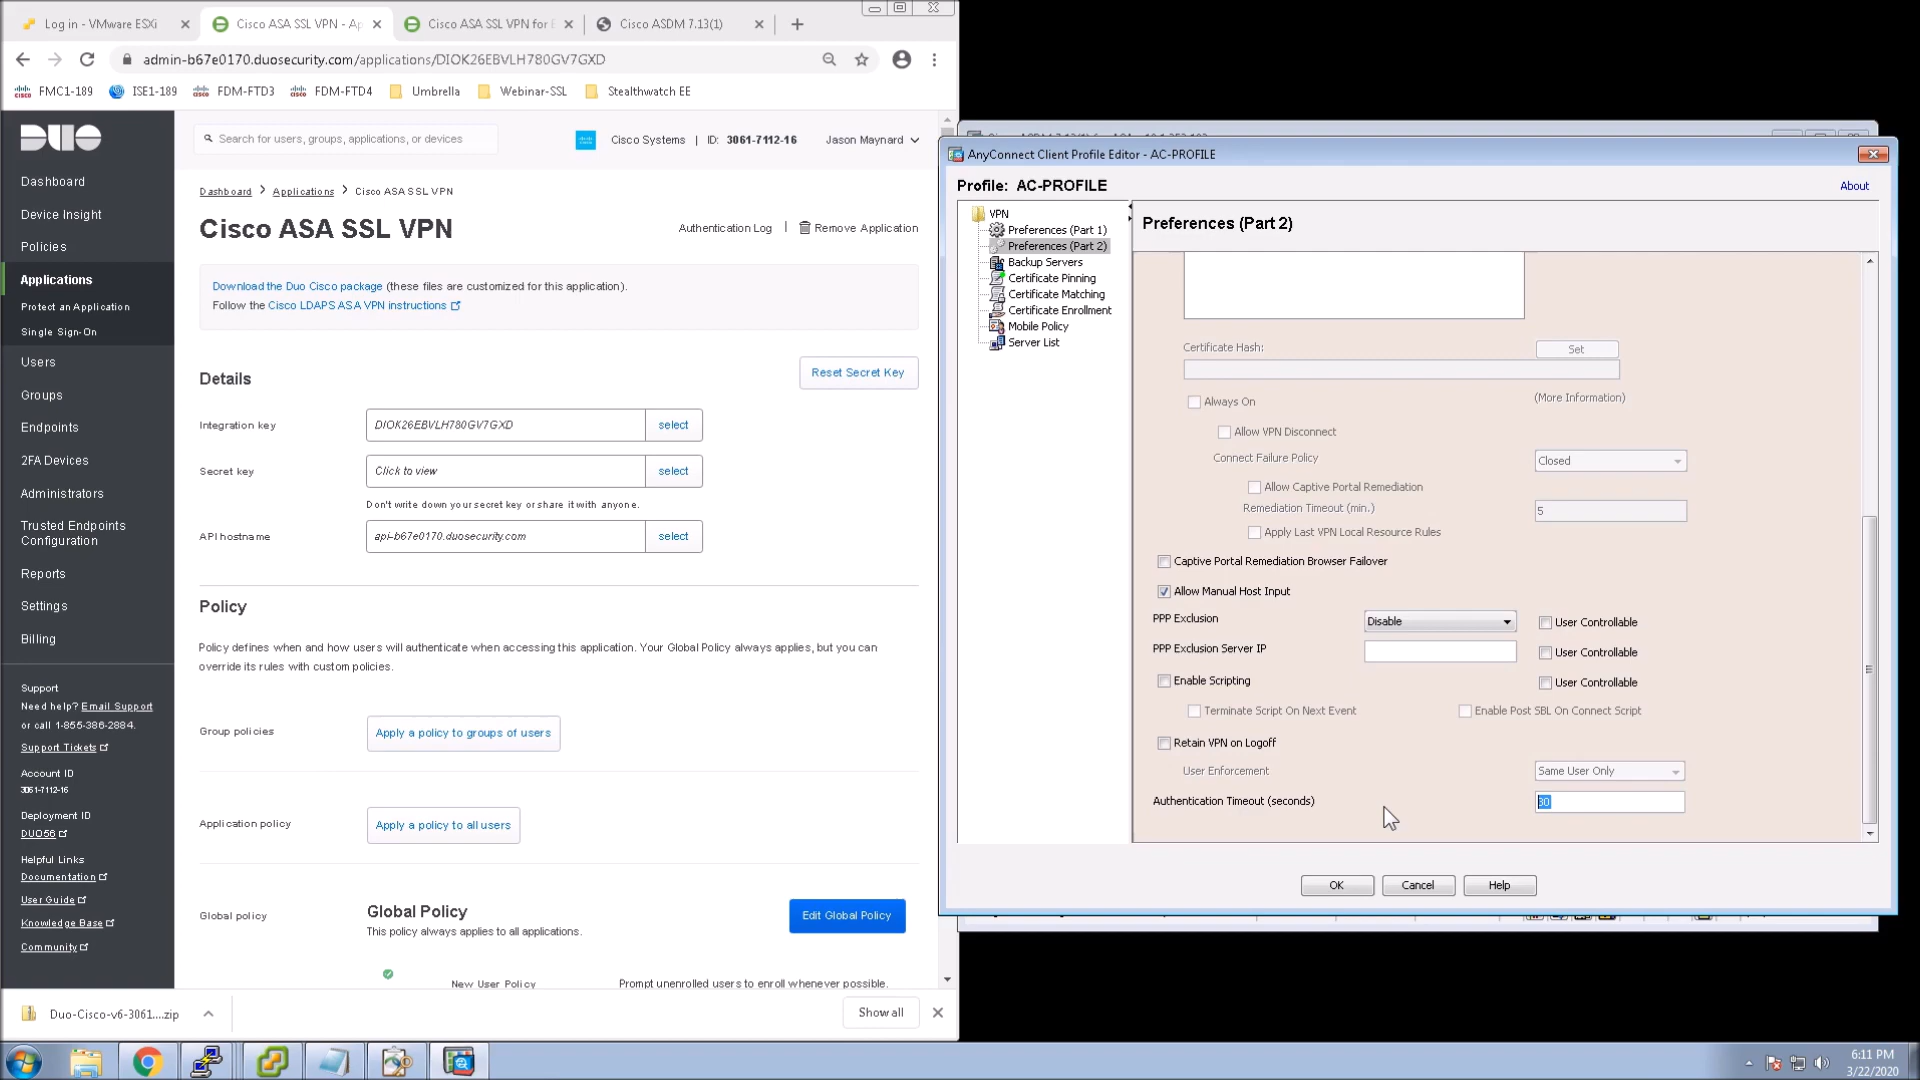 Log in - VMware ESXi
Cisco ASA SSL VPN - Ap
Cisco ASA SSL VPN for E
Cisco ASDM 7.13(1)
admin-b67e0170.duosecurity.com/applications/DIOK26EBVLH780GV7GXD
FMC1-189
ISE1-189
FDM-FTD3
FDM-FTD4
Umbrella
Webinar-SSL
Stealthwatch EE
DUO
Dashboard
Device Insight
Policies
Applications
Protect an Application
Single Sign-On
Users
Groups
Endpoints
2FA Devices
Administrators
Trusted Endpoints
Configuration
Reports
Settings
Billing
Support
Need help? Email Support
or call 1-855-386-2884.
Support Tickets
Account ID
3061-7112-16
Deployment ID
DUO56
Helpful Links
Documentation
User Guide
Knowledge Base
Community
Search for users, groups, applications, or devices
Cisco Systems | ID: 3061-7112-16
Jason Maynard
Dashboard > Applications > Cisco ASA SSL VPN
Cisco ASA SSL VPN
Authentication Log | Remove Application
Download the Duo Cisco package (these files are customized for this application).
Follow the Cisco LDAPS ASA VPN instructions
Details
Reset Secret Key
Integration key
DIOK26EBVLH780GV7GXD
select
Secret key
Click to view
select
Don't write down your secret key or share it with anyone.
API hostname
api-b67e0170.duosecurity.com
select
Policy
Policy defines when and how users will authenticate when accessing this application. Your Global Policy always applies, but you can
override its rules with custom policies.
Group policies
Apply a policy to groups of users
Application policy
Apply a policy to all users
Global policy
Global Policy
This policy always applies to all applications.
Edit Global Policy
New User Policy
Prompt unenrolled users to enroll whenever possible.
Duo-Cisco-v6-3061....zip
Show all
AnyConnect Client Profile Editor - AC-PROFILE
Profile: AC-PROFILE
About
VPN
Preferences (Part 1)
Preferences (Part 2)
Backup Servers
Certificate Pinning
Certificate Matching
Certificate Enrollment
Mobile Policy
Server List
Preferences (Part 2)
Certificate Hash:
Set
Always On
(More Information)
Allow VPN Disconnect
Connect Failure Policy
Closed
Allow Captive Portal Remediation
Remediation Timeout (min.)
5
Apply Last VPN Local Resource Rules
Captive Portal Remediation Browser Failover
Allow Manual Host Input
PPP Exclusion
Disable
User Controllable
PPP Exclusion Server IP
User Controllable
Enable Scripting
User Controllable
Terminate Script On Next Event
Enable Post SBL On Connect Script
Retain VPN on Logoff
User Enforcement
Same User Only
Authentication Timeout (seconds)
30
OK
Cancel
Help
6:11 PM
3/22/2020